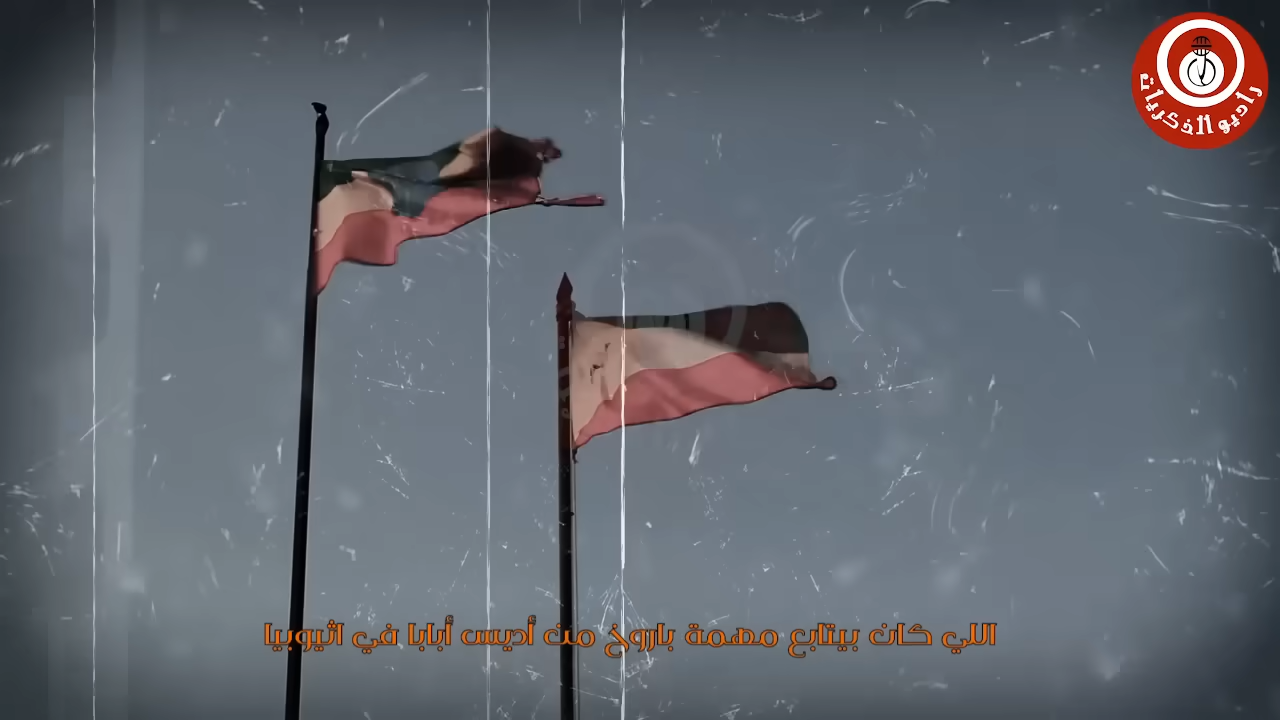 راديو الذكريات
اللي كان بيتابع مهمة باروخ من أديس أبابا في اثيوبيا